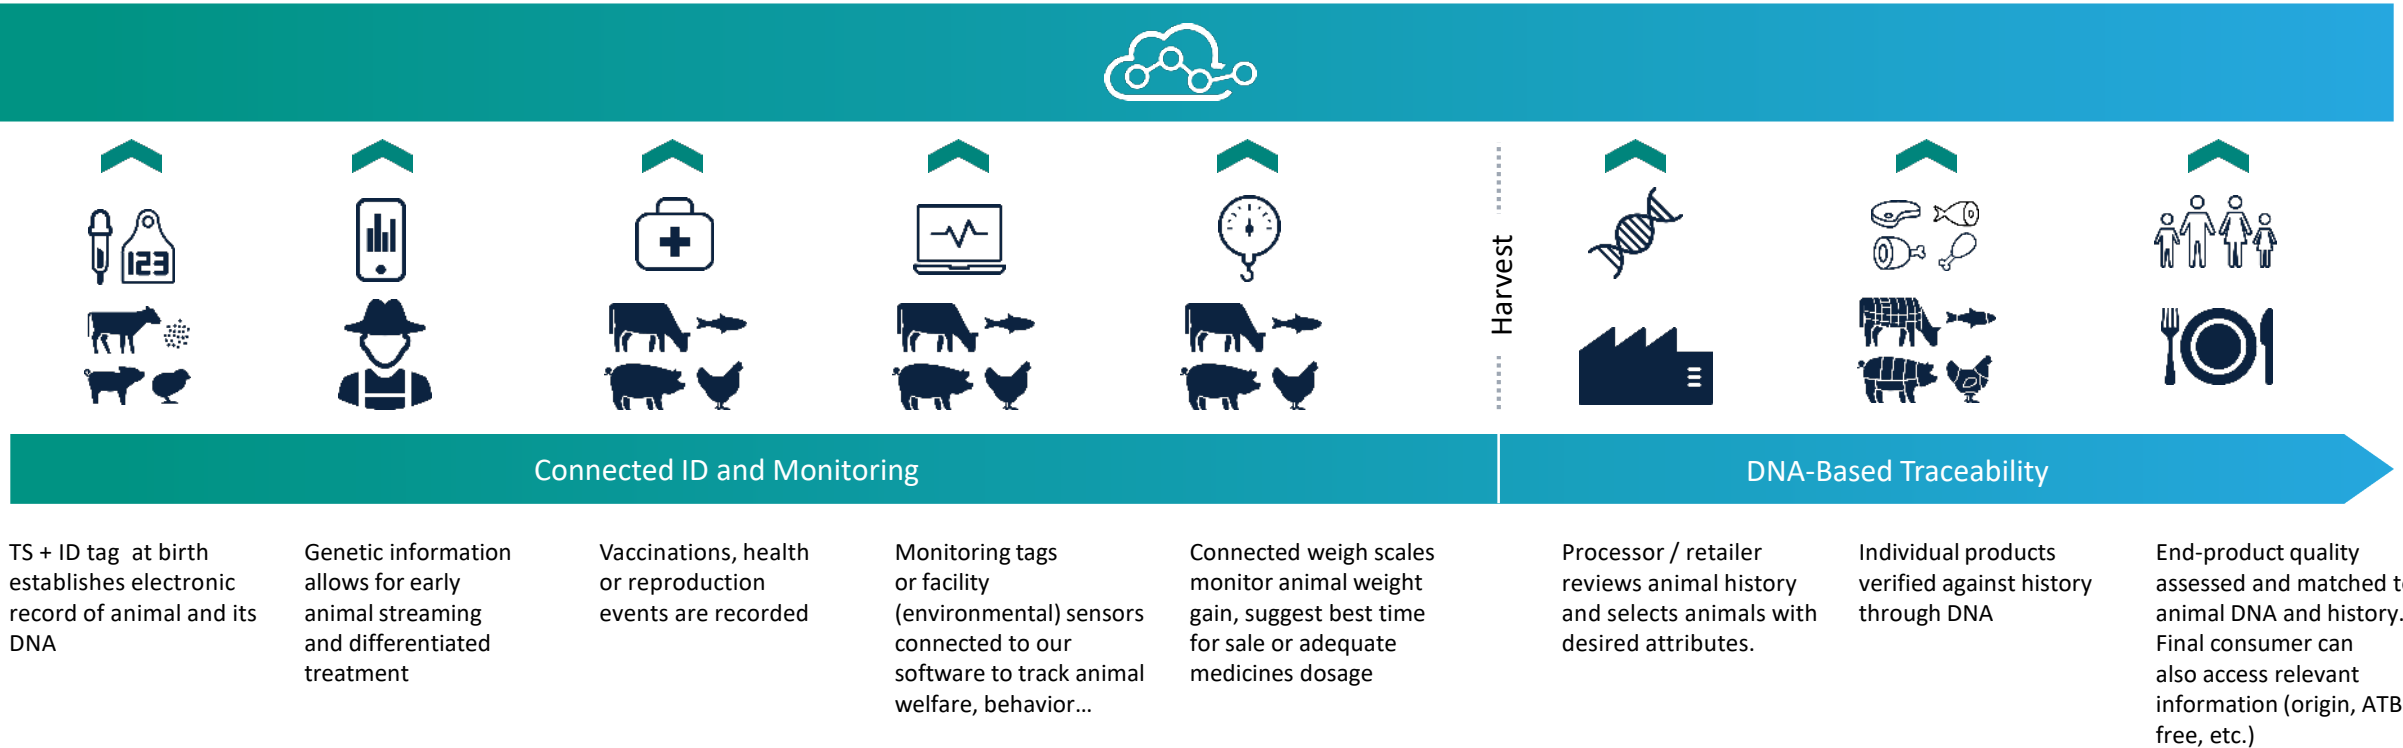 123
Harvest
Connected ID and Monitoring
DNA-Based Traceability
TS + ID tag at birth
establishes electronic
record of animal and its
DNA
Genetic information
allows for early
animal streaming
and differentiated
treatment
Vaccinations, health
or reproduction
events are recorded
Monitoring tags
or facility
(environmental) sensors
connected to our
software to track animal
welfare, behavior...
Connected weigh scales
monitor animal weight
gain, suggest best time
for sale or adequate
medicines dosage
Processor / retailer
reviews animal history
and selects animals with
desired attributes.
Individual products
verified against history
through DNA
End-product quality
assessed and matched to
animal DNA and history.
Final consumer can
also access relevant
information (origin, ATB
free, etc.)